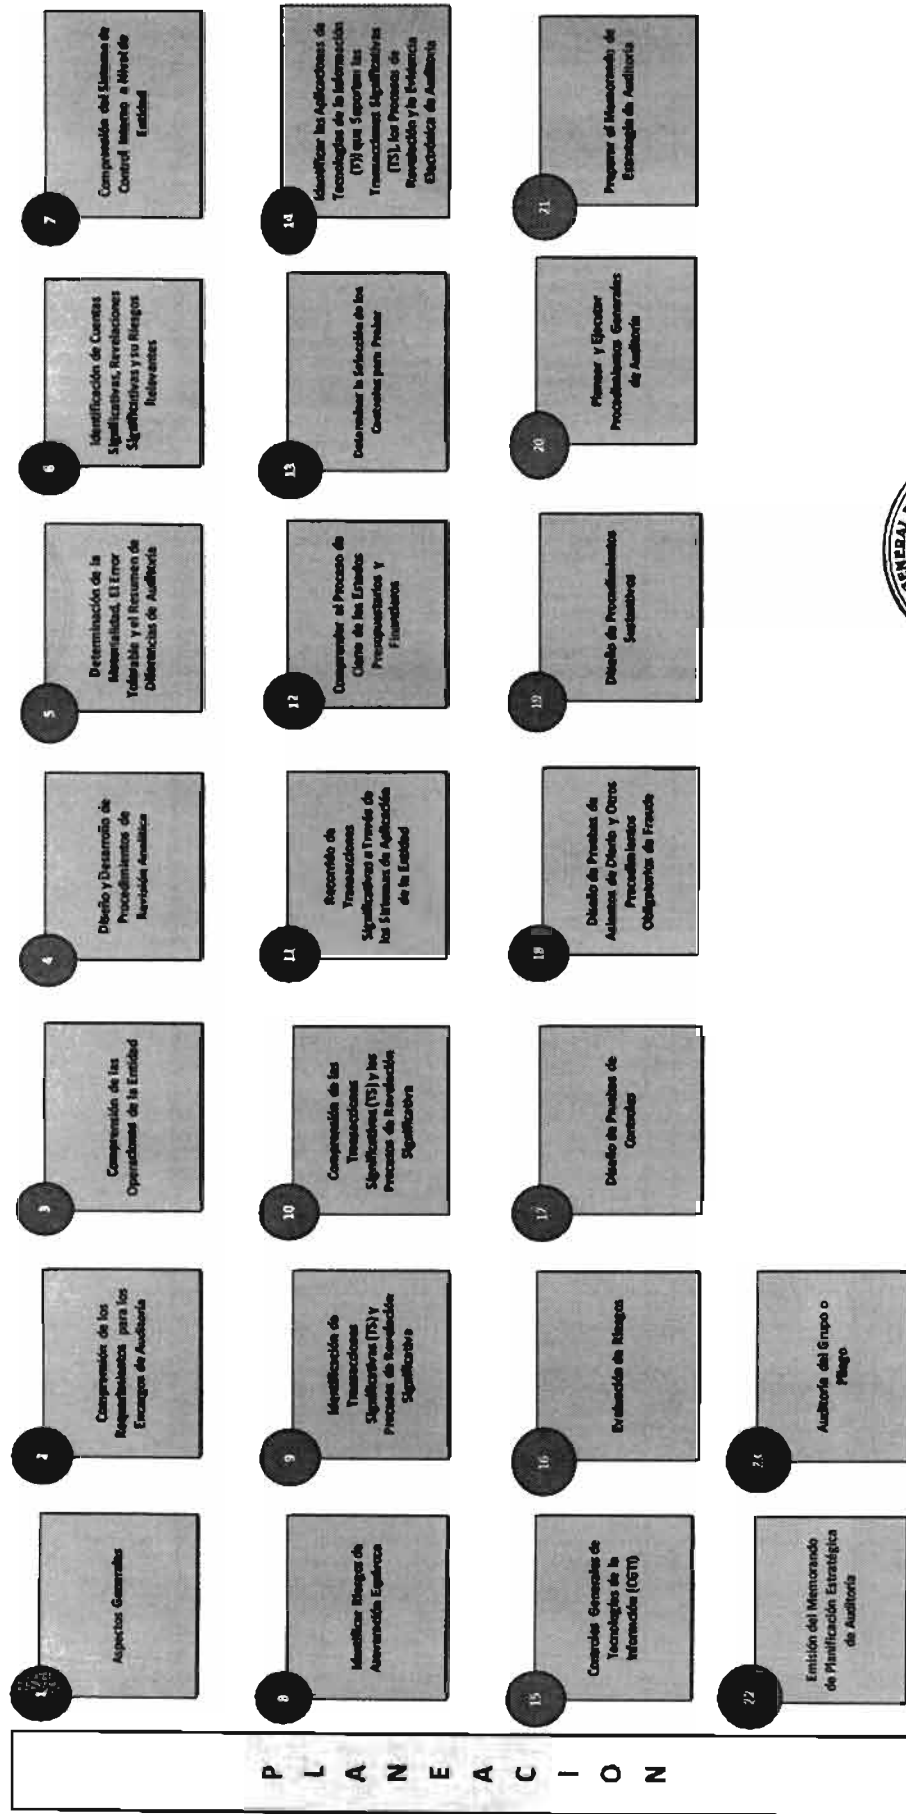 PLANEACION
1
Aspectos Generales
2
Comprensión de los
Requerimientos para los
Encargos de Auditoría
3
Comprensión de las
Operaciones de la Entidad
4
Diseño y Desarrollo de
Procedimientos de
Revisión Analítica
5
Determinación de la
Materialidad, El Error
Tolerable y el Resumen de
Diferencias de Auditoría
6
Identificación de Cuentas
Significativas, Revelaciones
Significativas y su Riesgos
Relevantes
7
Comprensión del Sistema de
Control Interno a Nivel de
Entidad
8
Identificar Riesgos de
Aseveración Equívoca
9
Identificación de
Transacciones
Significativas (TS) y
Procesos de Revelación
Significativa
10
Comprensión de las
Transacciones
Significativas (TS) y los
Procesos de Revelación
Significativa
11
Recorrido de
Transacciones
Significativas a Través de
los Sistemas de Aplicación
de la Entidad
12
Comprender el Proceso de
Cierre de los Estados
Presupuestarios y
Financieros
13
Determinar la Selección de los
Controles para Probar
14
Identificar las Aplicaciones de
Tecnologías de la Información
(TI) que Soportan las
Transacciones Significativas
(TS), los Procesos de
Revelación y la Evidencia
Electrónica de Auditoría
15
Controles Generales de
Tecnologías de la
Información (CGTI)
16
Evaluación de Riesgos
17
Diseño de Pruebas de
Controles
18
Diseño de Pruebas de
Asientos de Diario y Otros
Procedimientos
Obligatorios de Fraude
19
Diseño de Procedimientos
Sustantivos
20
Planear y Ejecutar
Procedimientos Generales
de Auditoría
21
Preparar el Memorando de
Estrategia de Auditoría
22
Emisión del Memorando
de Planificación Estratégica
de Auditoría
23
Auditoría del Grupo o
Pliego
GENERAL